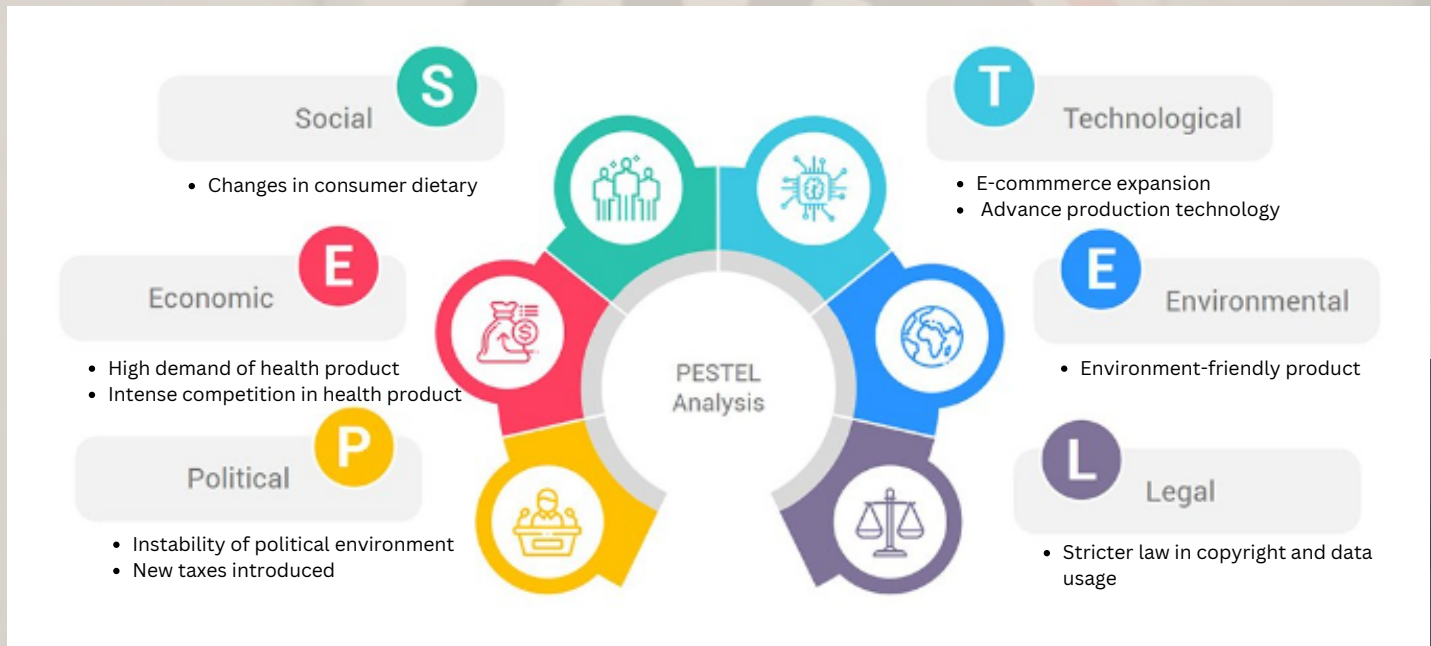 S
Social
• Changes in consumer dietary
E
Economic
• High demand of health product
• Intense competition in health product
P
Political
• Instability of political environment
• New taxes introduced
PESTEL
Analysis
T
Technological
• E-commmerce expansion
• Advance production technology
E
Environmental
• Environment-friendly product
L
Legal
• Stricter law in copyright and data
usage